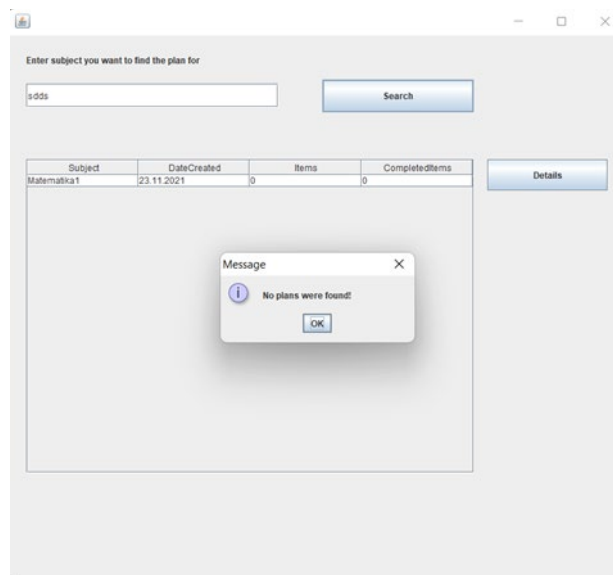 Enter subject you want to find the plan for
sdds
Search
Subject DateCreated Items CompletedItems
Matematika1 23.11.2021 0 0
Details
Message
No plans were found!
OK